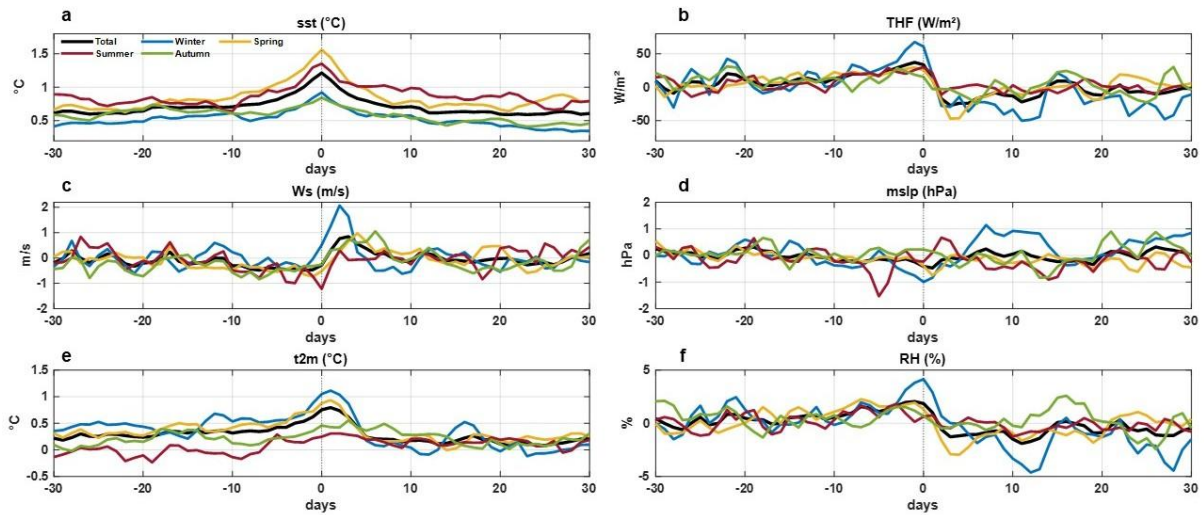 a
sst (°C)
Total
Winter
Spring
Summer
Autumn
°C
1.5
1
0.5
-30 -20 -10 0 10 20 30
days
b
THF (W/m²)
W/m²
50
0
-50
-30 -20 -10 0 10 20 30
days
c
Ws (m/s)
m/s
2
1
0
-1
-2
-30 -20 -10 0 10 20 30
days
d
mslp (hPa)
hPa
2
1
0
-1
-2
-30 -20 -10 0 10 20 30
days
e
t2m (°C)
°C
1.5
1
0.5
0
-0.5
-30 -20 -10 0 10 20 30
days
f
RH (%)
%
5
0
-5
-30 -20 -10 0 10 20 30
days